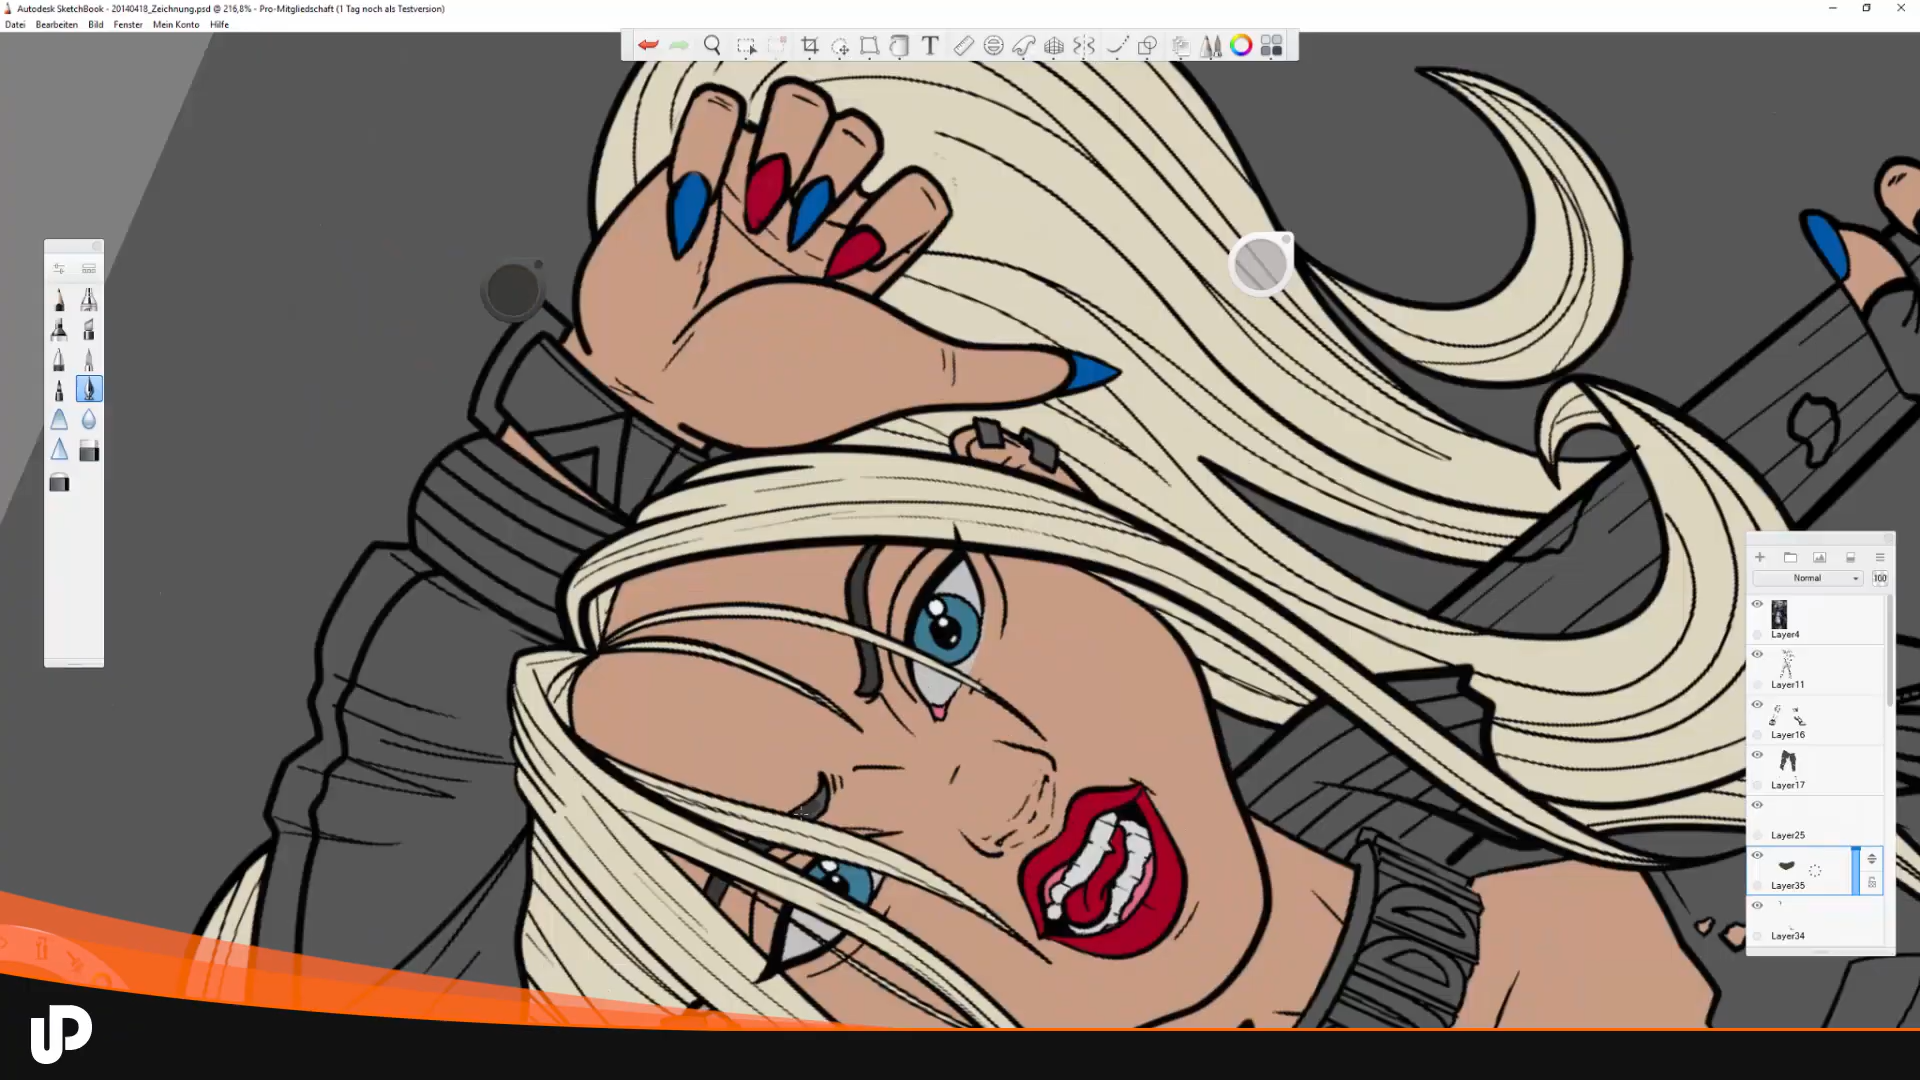 Autodesk SketchBook - 20140418_Zeichnung.psd @ 216,8% - Pro-Mitgliedschaft (1 Tag noch als Testversion)
Datei Bearbeiten Bild Fenster Mein Konto Hilfe
T
Normal 100
Layer4
Layer11
Layer16
Layer17
Layer25
Layer35
Layer34
UP